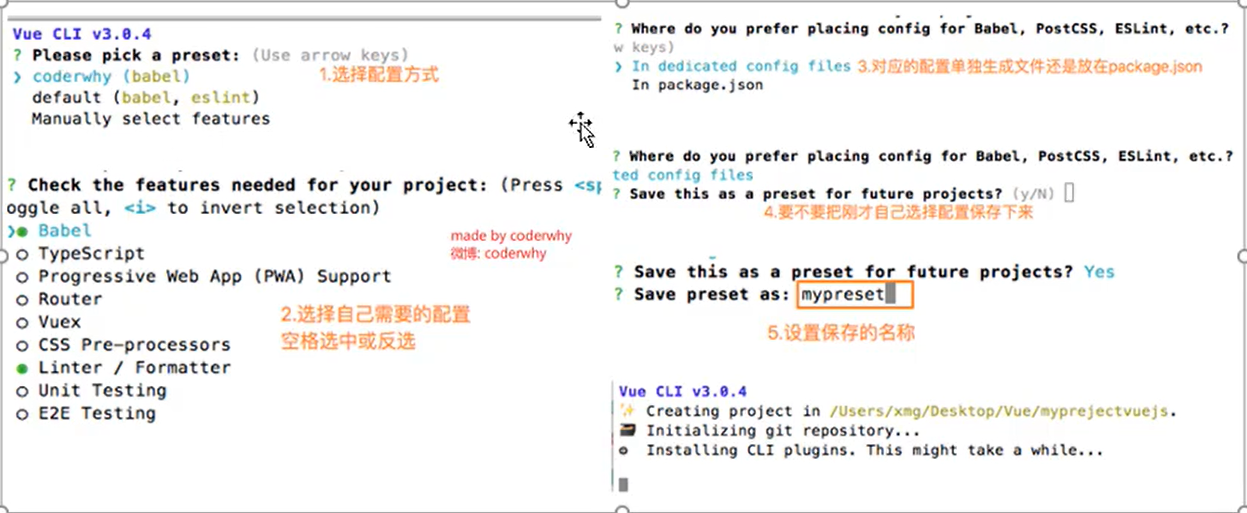 Vue CLI v3.0.4
? Please pick a preset: (Use arrow keys)
❯ coderwhy (babel)
1.选择配置方式
default (babel, eslint)
Manually select features
? Check the features needed for your project: (Press <sp
oggle all, <i> to invert selection)
❯◉ Babel
○ TypeScript
○ Progressive Web App (PWA) Support
○ Router
○ Vuex
○ CSS Pre-processors
◉ Linter / Formatter
○ Unit Testing
○ E2E Testing
made by coderwhy
微博: coderwhy
2.选择自己需要的配置
空格选中或反选
? Where do you prefer placing config for Babel, PostCSS, ESLint, etc.?
w keys)
❯ In dedicated config files 3.对应的配置单独生成文件还是放在package.json
In package.json
? Where do you prefer placing config for Babel, PostCSS, ESLint, etc.?
ted config files
? Save this as a preset for future projects? (y/N)
4.要不要把刚才自己选择配置保存下来
? Save this as a preset for future projects? Yes
? Save preset as: mypreset
5.设置保存的名称
Vue CLI v3.0.4
✨ Creating project in /Users/xmg/Desktop/Vue/myprejectvuejs.
🗃 Initializing git repository...
⚙ Installing CLI plugins. This might take a while...